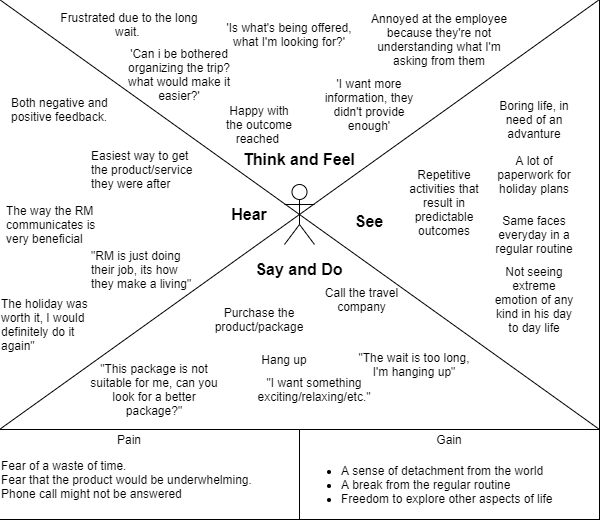 Frustrated due to the long
wait.
'Is what's being offered,
what I'm looking for?'
Annoyed at the employee
because they're not
understanding what I'm
asking from them
'Can i be bothered
organizing the trip?
what would make it
easier?'
'I want more
information, they
didn't provide
enough'
Happy with
the outcome
reached
Think and Feel
Both negative and
positive feedback.
Easiest way to get
the product/service
they were after
The way the RM
communicates is
very beneficial
Hear
"RM is just doing
their job, its how
they make a living"
The holiday was
worth it, I would
definitely do it
again"
See
Boring life, in
need of an
advanture
Repetitive
activities that
result in
predictable
outcomes
A lot of
paperwork for
holiday plans
Same faces
everyday in a
regular routine
Not seeing
extreme
emotion of any
kind in his day
to day life
Say and Do
Call the travel
company
Purchase the
product/package
Hang up
"The wait is too long,
I'm hanging up"
"This package is not
suitable for me, can you
look for a better
package?"
"I want something
exciting/relaxing/etc."
Pain
Fear of a waste of time.
Fear that the product would be underwhelming.
Phone call might not be answered
Gain
• A sense of detachment from the world
• A break from the regular routine
• Freedom to explore other aspects of life